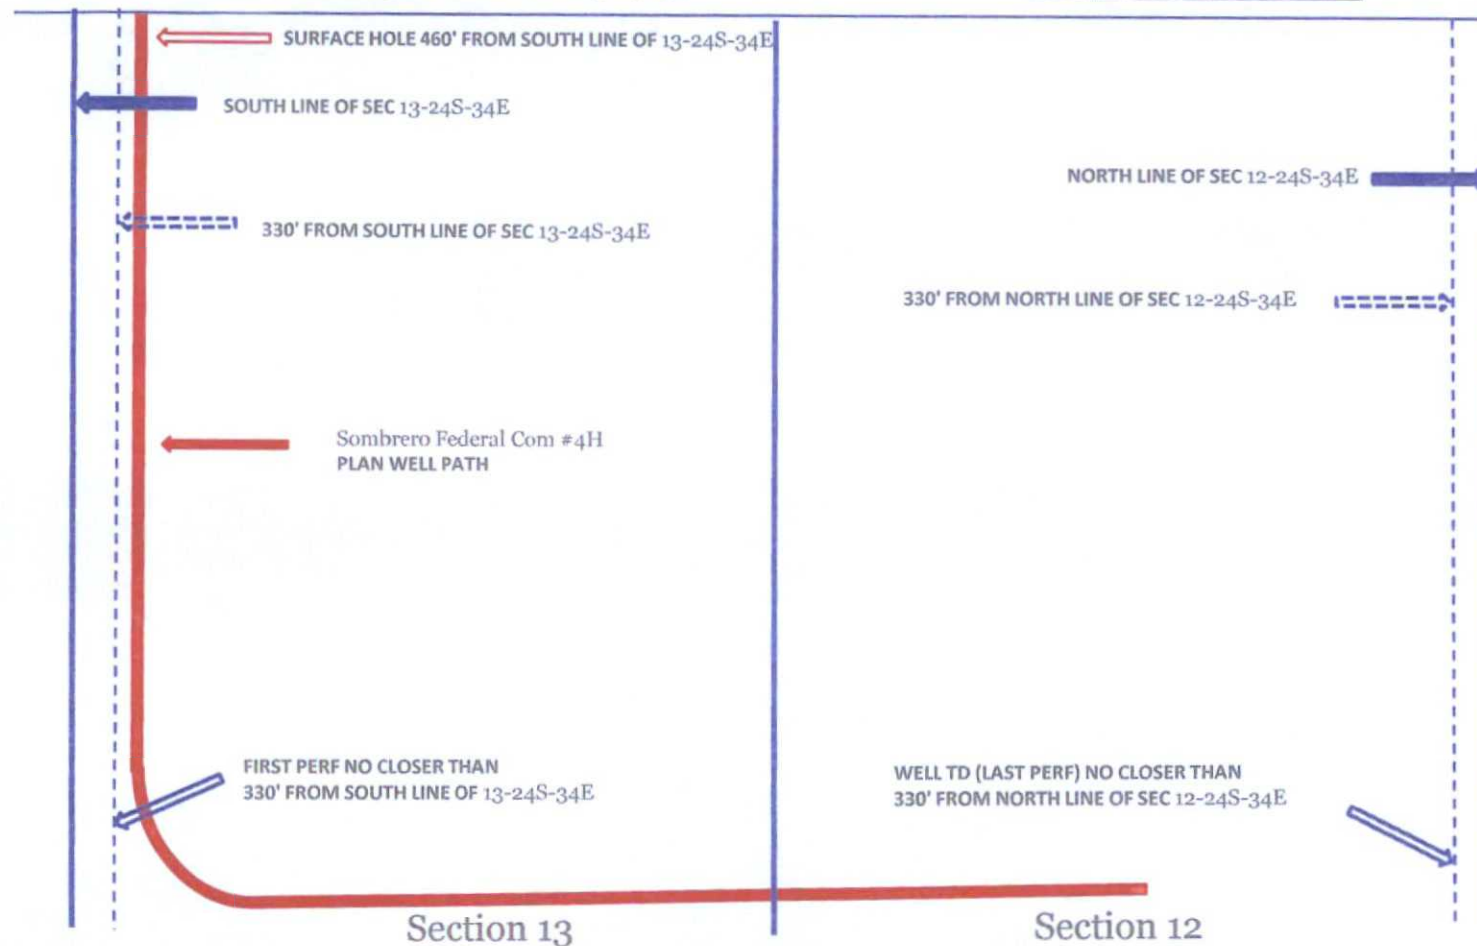 SURFACE HOLE 460' FROM SOUTH LINE OF 13-24S-34E
SOUTH LINE OF SEC 13-24S-34E
NORTH LINE OF SEC 12-24S-34E
330' FROM SOUTH LINE OF SEC 13-24S-34E
330' FROM NORTH LINE OF SEC 12-24S-34E
Sombrero Federal Com #4H
PLAN WELL PATH
FIRST PERF NO CLOSER THAN
330' FROM SOUTH LINE OF 13-24S-34E
WELL TD (LAST PERF) NO CLOSER THAN
330' FROM NORTH LINE OF SEC 12-24S-34E
Section 13
Section 12